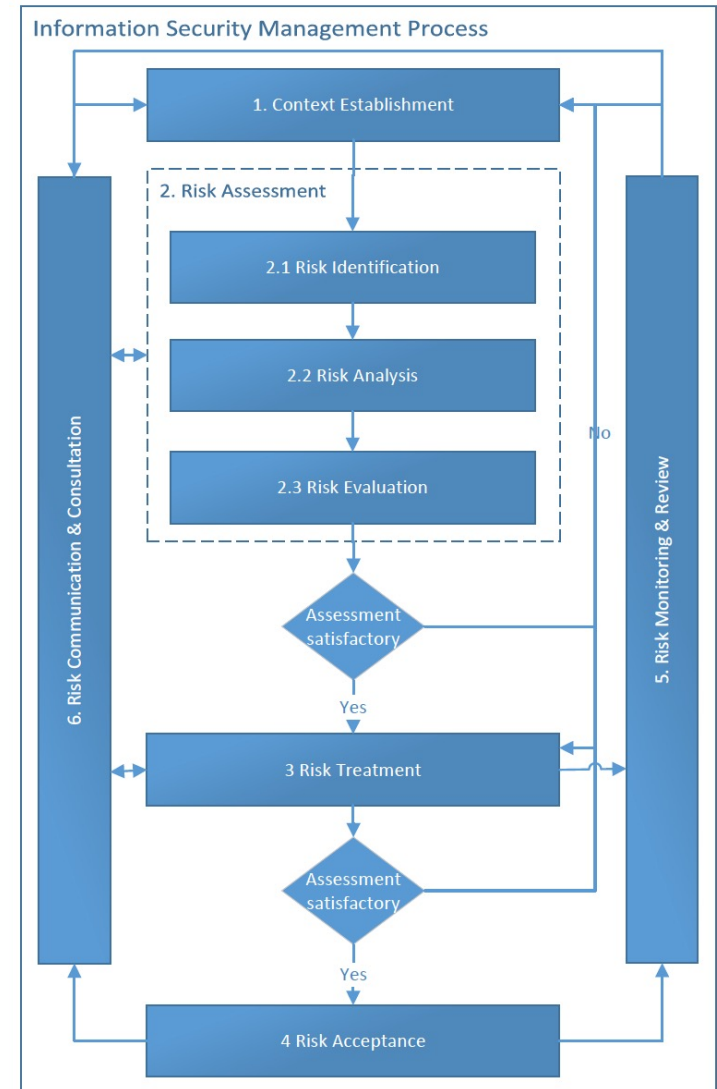 Information Security Management Process
1. Context Establishment
2. Risk Assessment
2.1 Risk Identification
2.2 Risk Analysis
2.3 Risk Evaluation
No
Assessment
satisfactory
Yes
3 Risk Treatment
Assessment
satisfactory
Yes
4 Risk Acceptance
6. Risk Communication & Consultation
5. Risk Monitoring & Review